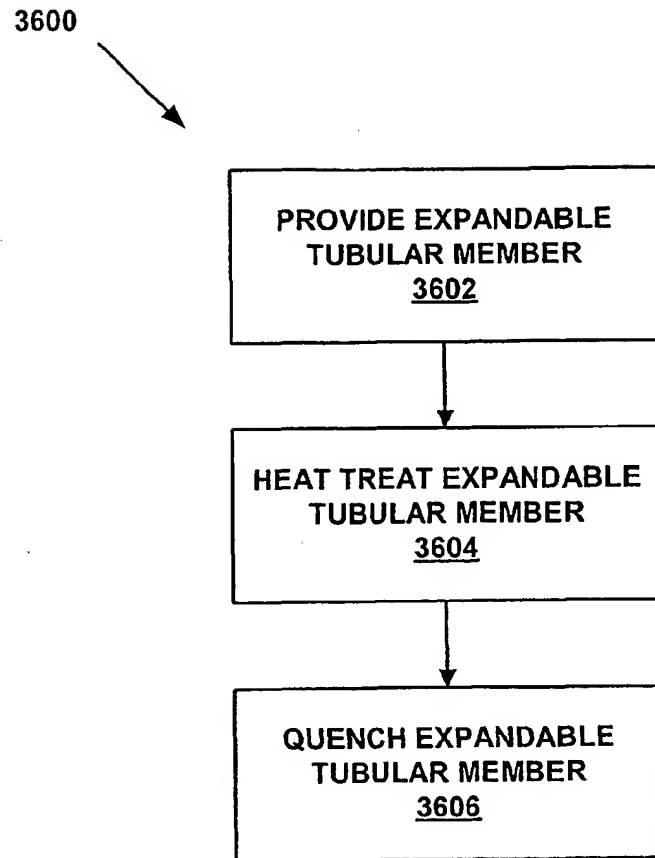 3600
PROVIDE EXPANDABLE
TUBULAR MEMBER
3602
HEAT TREAT EXPANDABLE
TUBULAR MEMBER
3604
QUENCH EXPANDABLE
TUBULAR MEMBER
3606